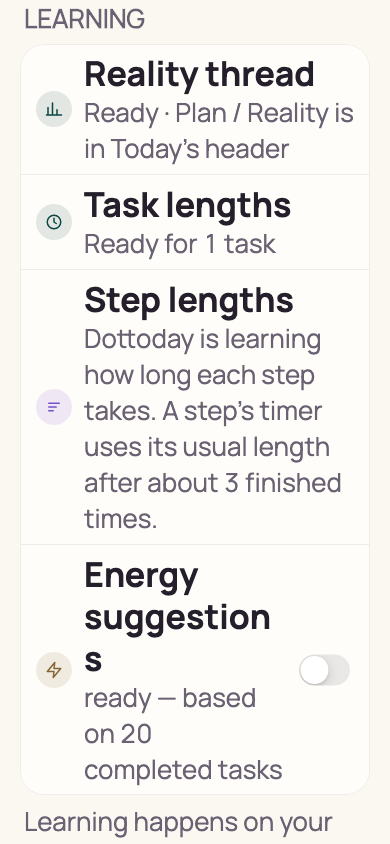 LEARNING
Reality thread
Ready · Plan / Reality is
in Today's header
Task lengths
Ready for 1 task
Step lengths
Dottoday is learning
how long each step
takes. A step's timer
uses its usual length
after about 3 finished
times.
Energy
suggestion
s
ready — based
on 20
completed tasks
Learning happens on your